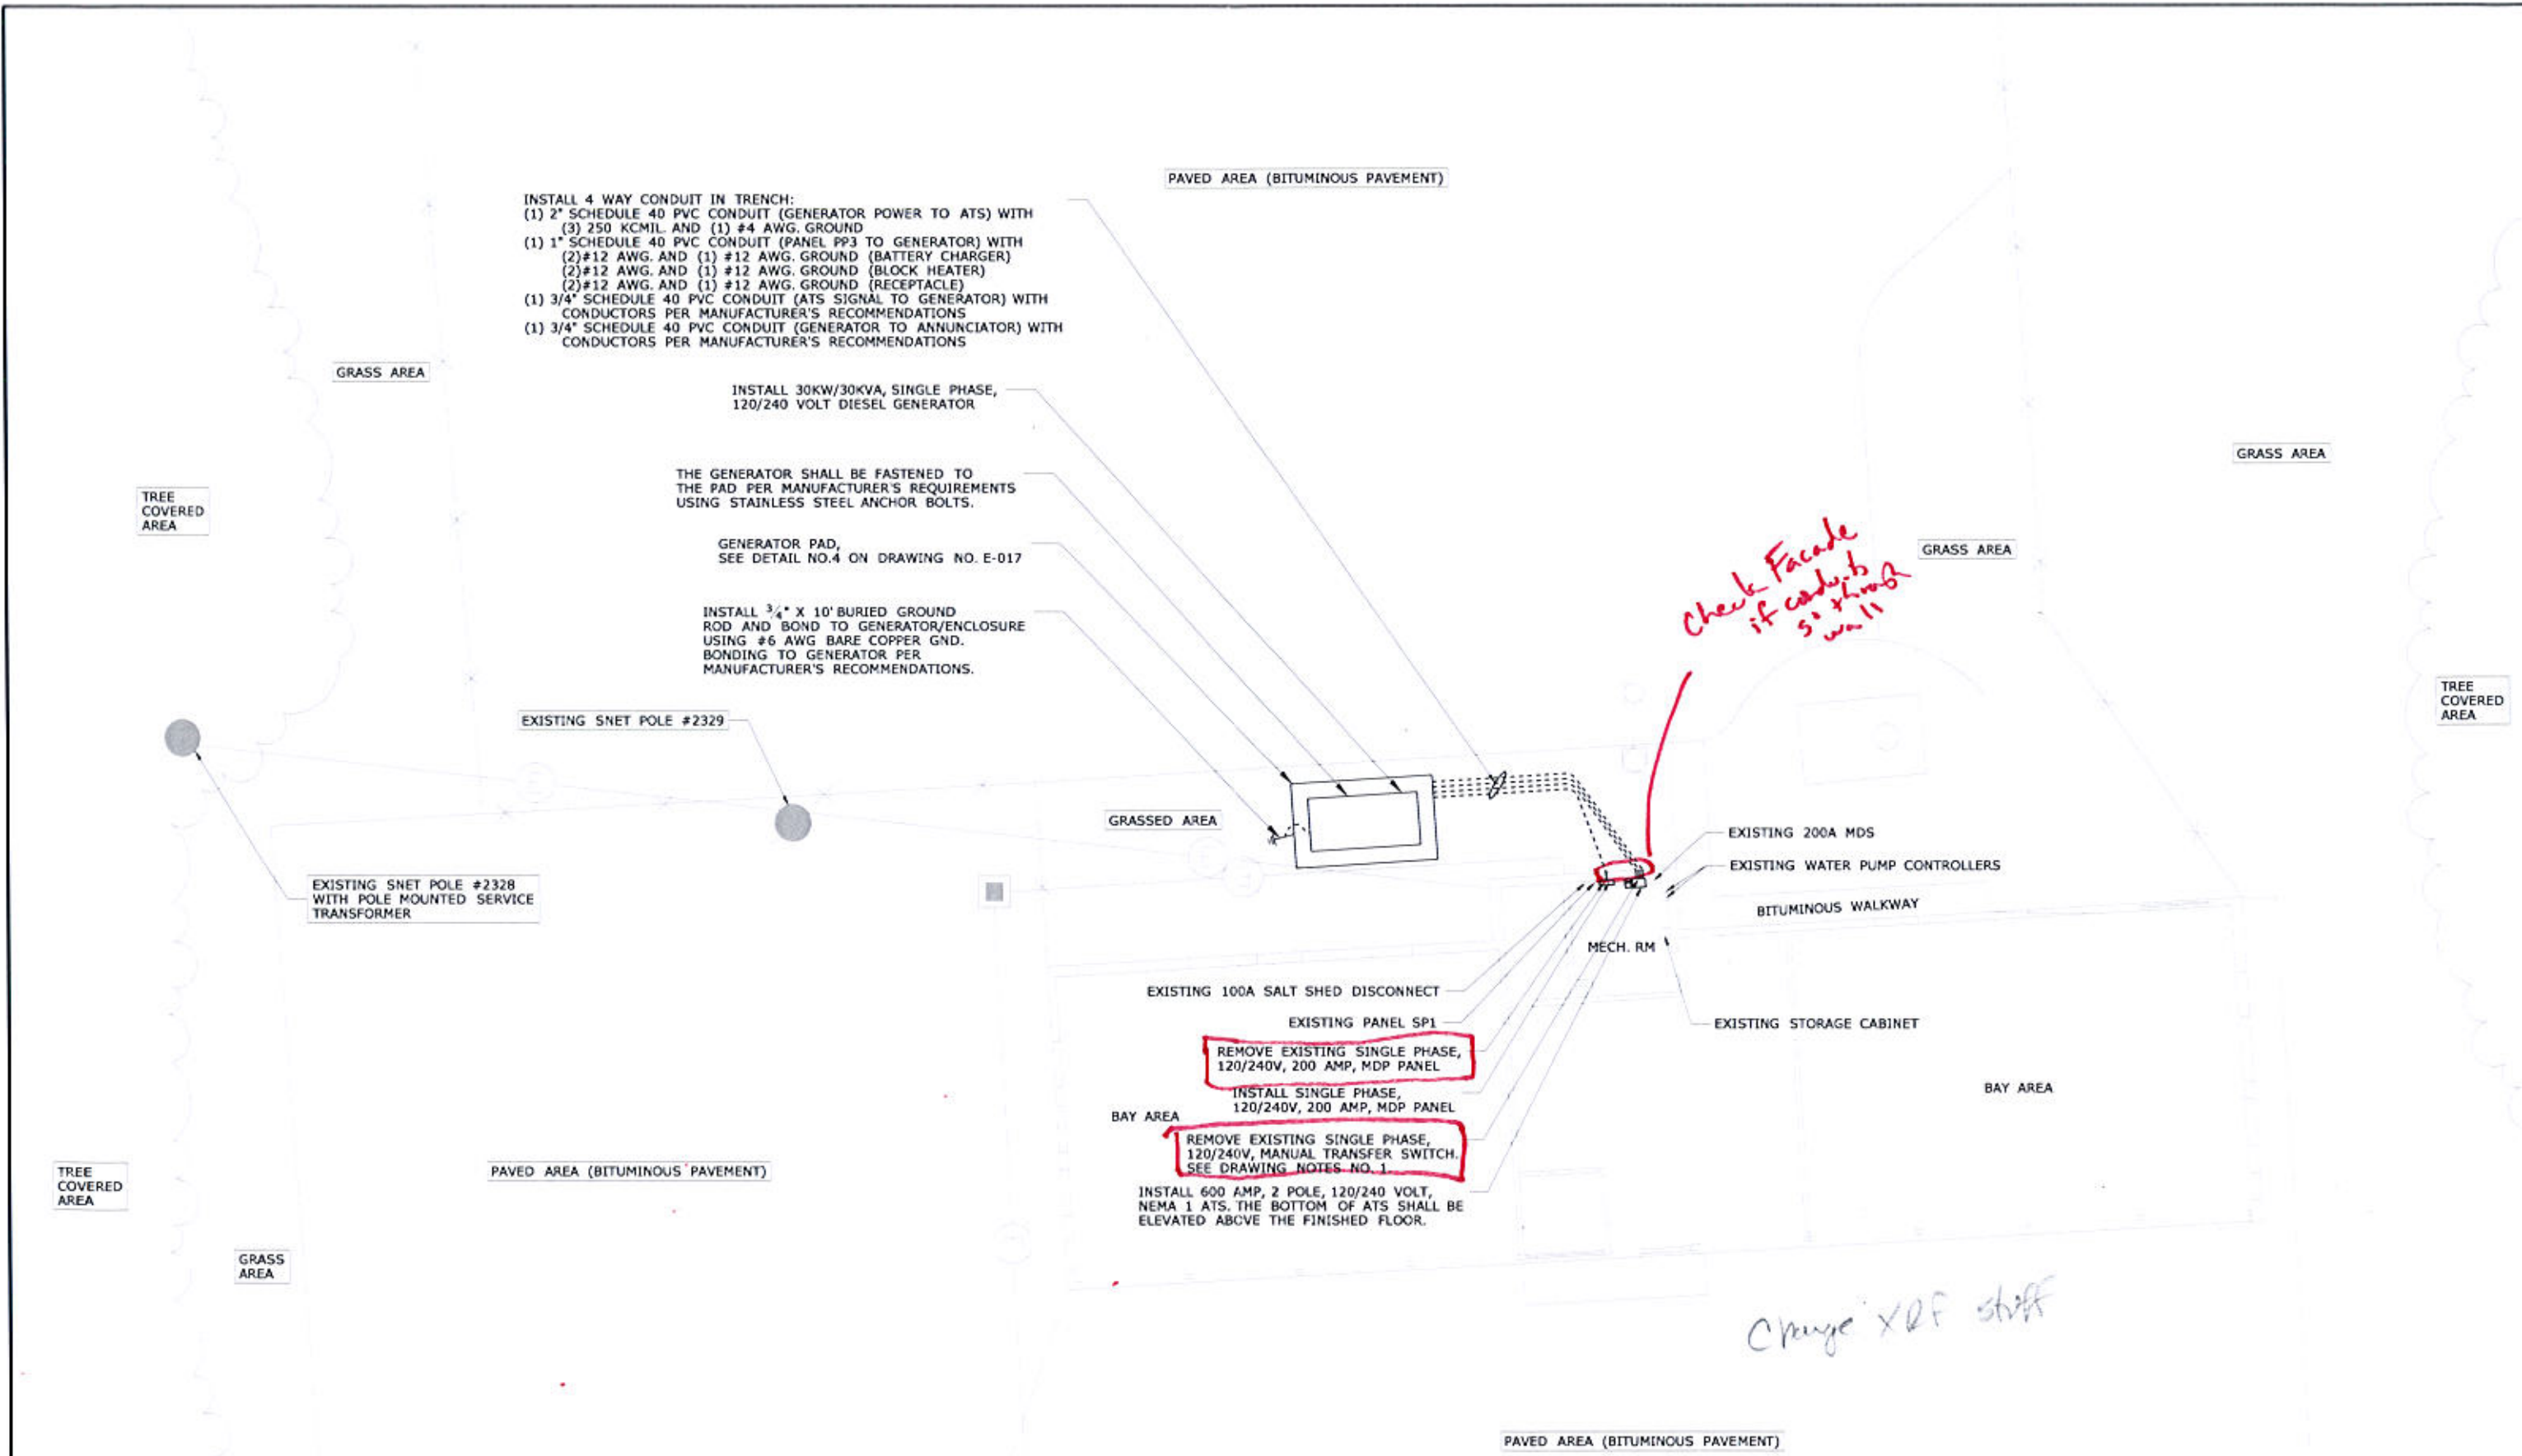 PAVED AREA (BITUMINOUS PAVEMENT)
INSTALL 4 WAY CONDUIT IN TRENCH:
(1) 2" SCHEDULE 40 PVC CONDUIT (GENERATOR POWER TO ATS) WITH
(3) 250 KCMIL. AND (1) #4 AWG. GROUND
(1) 1" SCHEDULE 40 PVC CONDUIT (PANEL PP3 TO GENERATOR) WITH
(2)#12 AWG. AND (1) #12 AWG. GROUND (BATTERY CHARGER)
(2)#12 AWG. AND (1) #12 AWG. GROUND (BLOCK HEATER)
(2)#12 AWG. AND (1) #12 AWG. GROUND (RECEPTACLE)
(1) 3/4" SCHEDULE 40 PVC CONDUIT (ATS SIGNAL TO GENERATOR) WITH
CONDUCTORS PER MANUFACTURER'S RECOMMENDATIONS
(1) 3/4" SCHEDULE 40 PVC CONDUIT (GENERATOR TO ANNUNCIATOR) WITH
CONDUCTORS PER MANUFACTURER'S RECOMMENDATIONS
GRASS AREA
INSTALL 30KW/30KVA, SINGLE PHASE,
120/240 VOLT DIESEL GENERATOR
GRASS AREA
THE GENERATOR SHALL BE FASTENED TO
THE PAD PER MANUFACTURER'S REQUIREMENTS
USING STAINLESS STEEL ANCHOR BOLTS.
TREE
COVERED
AREA
GENERATOR PAD,
SEE DETAIL NO.4 ON DRAWING NO. E-017
Check Facade
if conduits
through
wall
GRASS AREA
INSTALL 3/4" X 10' BURIED GROUND
ROD AND BOND TO GENERATOR/ENCLOSURE
USING #6 AWG BARE COPPER GND.
BONDING TO GENERATOR PER
MANUFACTURER'S RECOMMENDATIONS.
TREE
COVERED
AREA
EXISTING SNET POLE #2329
GRASSED AREA
EXISTING 200A MDS
EXISTING WATER PUMP CONTROLLERS
EXISTING SNET POLE #2328
WITH POLE MOUNTED SERVICE
TRANSFORMER
BITUMINOUS WALKWAY
MECH. RM
EXISTING 100A SALT SHED DISCONNECT
EXISTING PANEL SP1
EXISTING STORAGE CABINET
REMOVE EXISTING SINGLE PHASE,
120/240V, 200 AMP, MDP PANEL
INSTALL SINGLE PHASE,
120/240V, 200 AMP, MDP PANEL
BAY AREA
BAY AREA
REMOVE EXISTING SINGLE PHASE,
120/240V, MANUAL TRANSFER SWITCH.
SEE DRAWING NOTES NO. 1
PAVED AREA (BITUMINOUS PAVEMENT)
TREE
COVERED
AREA
INSTALL 600 AMP, 2 POLE, 120/240 VOLT,
NEMA 1 ATS. THE BOTTOM OF ATS SHALL BE
ELEVATED ABOVE THE FINISHED FLOOR.
GRASS
AREA
Change XRF stuff
PAVED AREA (BITUMINOUS PAVEMENT)